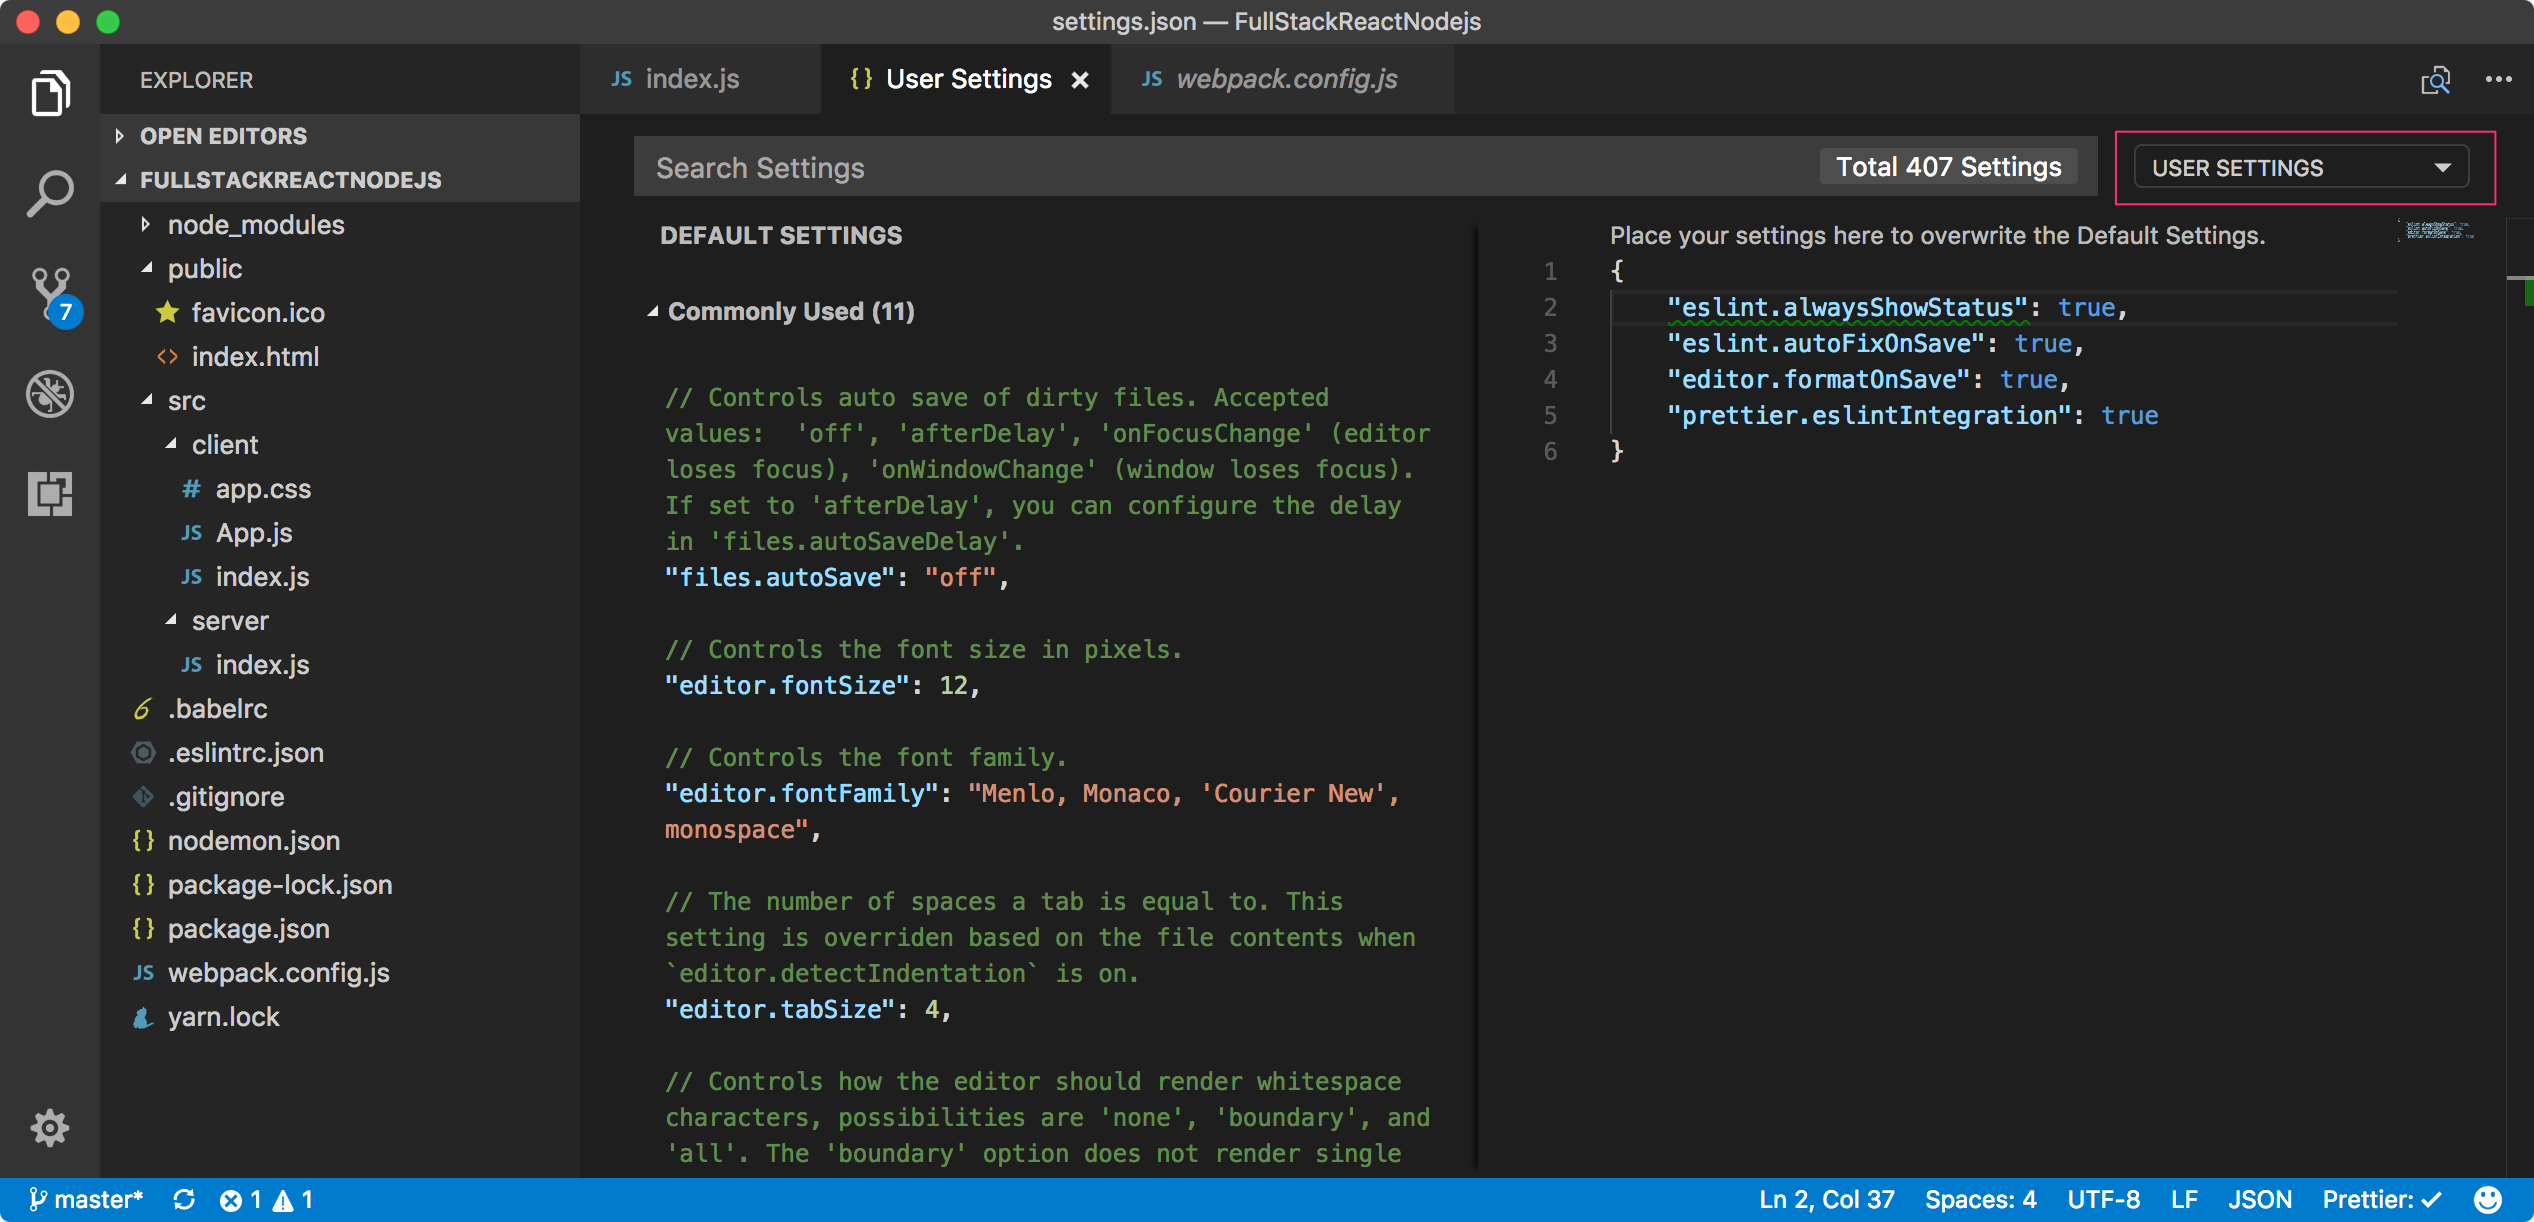 settings.json — FullStackReactNodejs
EXPLORER
OPEN EDITORS
FULLSTACKREACTNODEJS
node_modules
public
favicon.ico
<> index.html
src
client
# app.css
JS App.js
JS index.js
server
JS index.js
6 .babelrc
.eslintrc.json
.gitignore
{} nodemon.json
{} package-lock.json
{} package.json
JS webpack.config.js
yarn.lock
7
JS index.js
{} User Settings ×
JS webpack.config.js
Search Settings
Total 407 Settings
USER SETTINGS
DEFAULT SETTINGS
Commonly Used (11)
// Controls auto save of dirty files. Accepted
values:  'off', 'afterDelay', 'onFocusChange' (editor
loses focus), 'onWindowChange' (window loses focus).
If set to 'afterDelay', you can configure the delay
in 'files.autoSaveDelay'.
"files.autoSave": "off",
// Controls the font size in pixels.
"editor.fontSize": 12,
// Controls the font family.
"editor.fontFamily": "Menlo, Monaco, 'Courier New',
monospace",
// The number of spaces a tab is equal to. This
setting is overriden based on the file contents when
`editor.detectIndentation` is on.
"editor.tabSize": 4,
// Controls how the editor should render whitespace
characters, possibilities are 'none', 'boundary', and
'all'. The 'boundary' option does not render single
Place your settings here to overwrite the Default Settings.
1 {
2 "eslint.alwaysShowStatus": true,
3 "eslint.autoFixOnSave": true,
4 "editor.formatOnSave": true,
5 "prettier.eslintIntegration": true
6 }
master* 1 1
Ln 2, Col 37 Spaces: 4 UTF-8 LF JSON Prettier: ✓